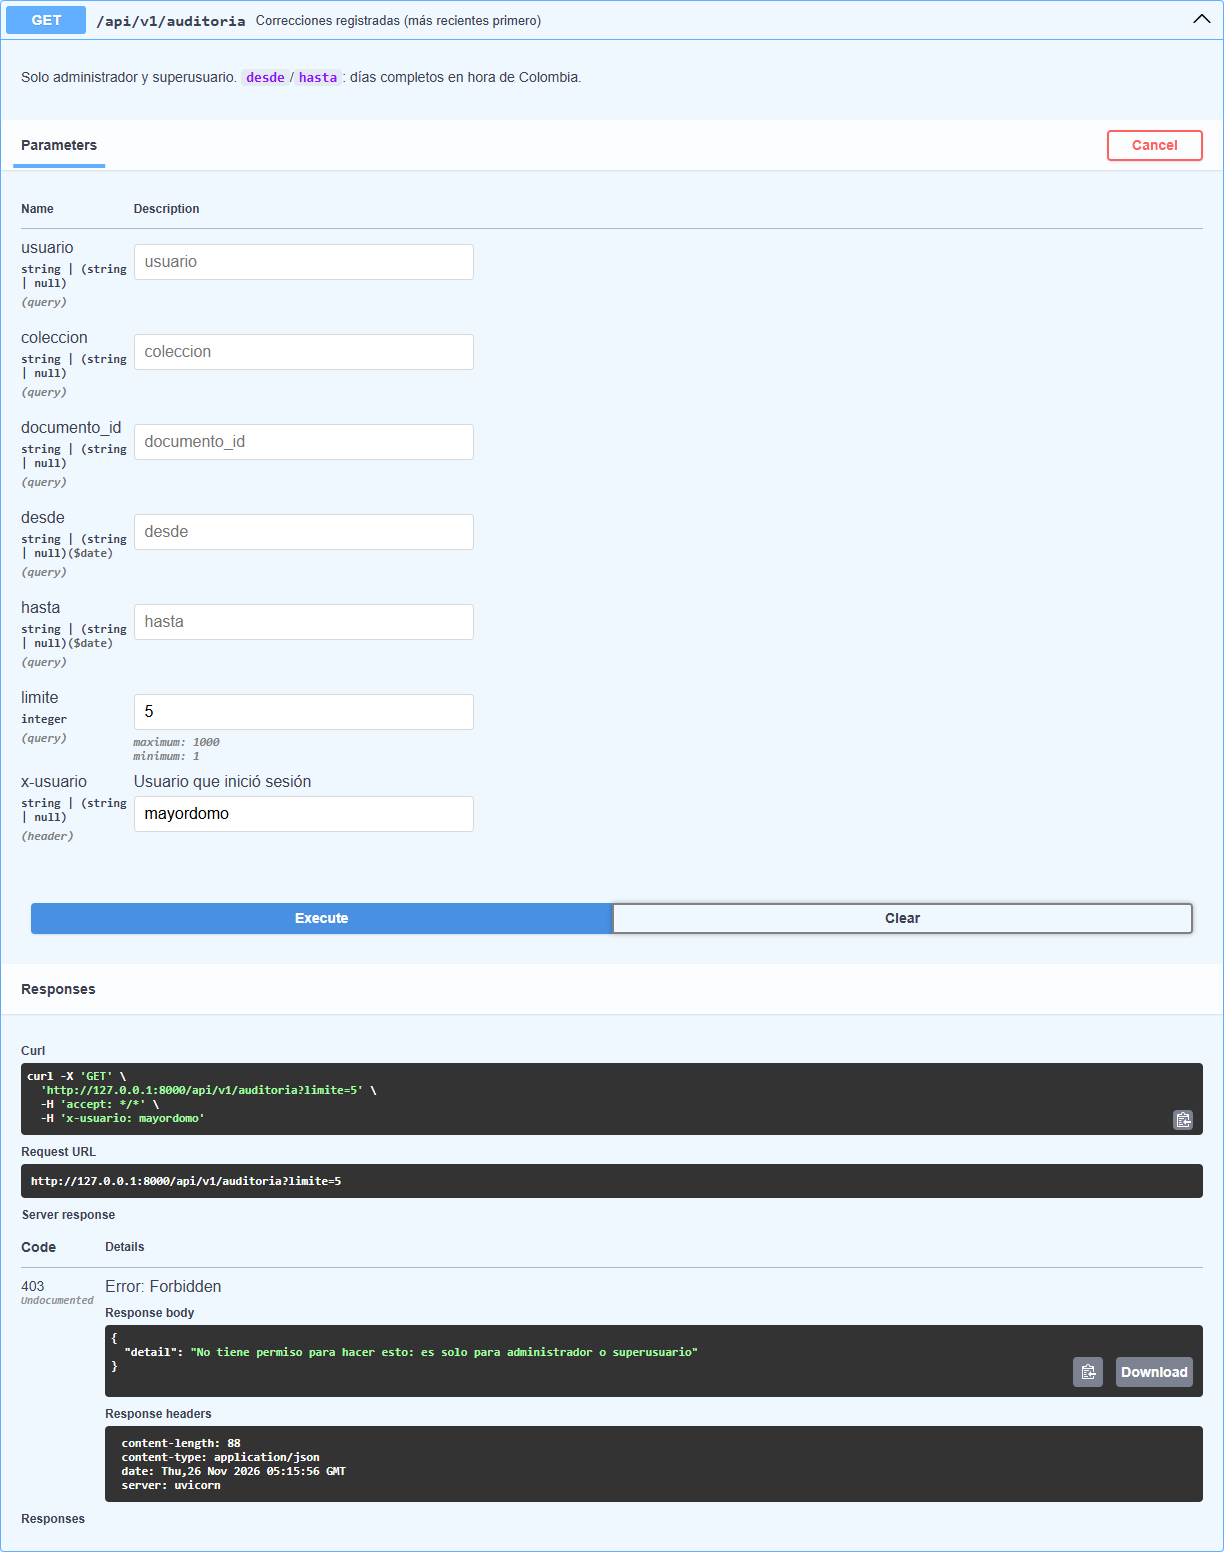 GET /api/v1/auditoria Correcciones registradas (más recientes primero)
Solo administrador y superusuario. desde / hasta : días completos en hora de Colombia.
Parameters
Cancel
Name Description
usuario
string | (string
| null)
(query)
usuario
coleccion
string | (string
| null)
(query)
coleccion
documento_id
string | (string
| null)
(query)
documento_id
desde
string | (string
| null)($date)
(query)
desde
hasta
string | (string
| null)($date)
(query)
hasta
limite
integer
(query)
5
maximum: 1000
minimum: 1
x-usuario
string | (string
| null)
(header)
Usuario que inició sesión
mayordomo
Execute
Clear
Responses
Curl
curl -X 'GET' \
'http://127.0.0.1:8000/api/v1/auditoria?limite=5' \
-H 'accept: */*' \
-H 'x-usuario: mayordomo'
Request URL
http://127.0.0.1:8000/api/v1/auditoria?limite=5
Server response
Code Details
403
Undocumented
Error: Forbidden
Response body
{
"detail": "No tiene permiso para hacer esto: es solo para administrador o superusuario"
}
Download
Response headers
content-length: 88
content-type: application/json
date: Thu,26 Nov 2026 05:15:56 GMT
server: uvicorn
Responses